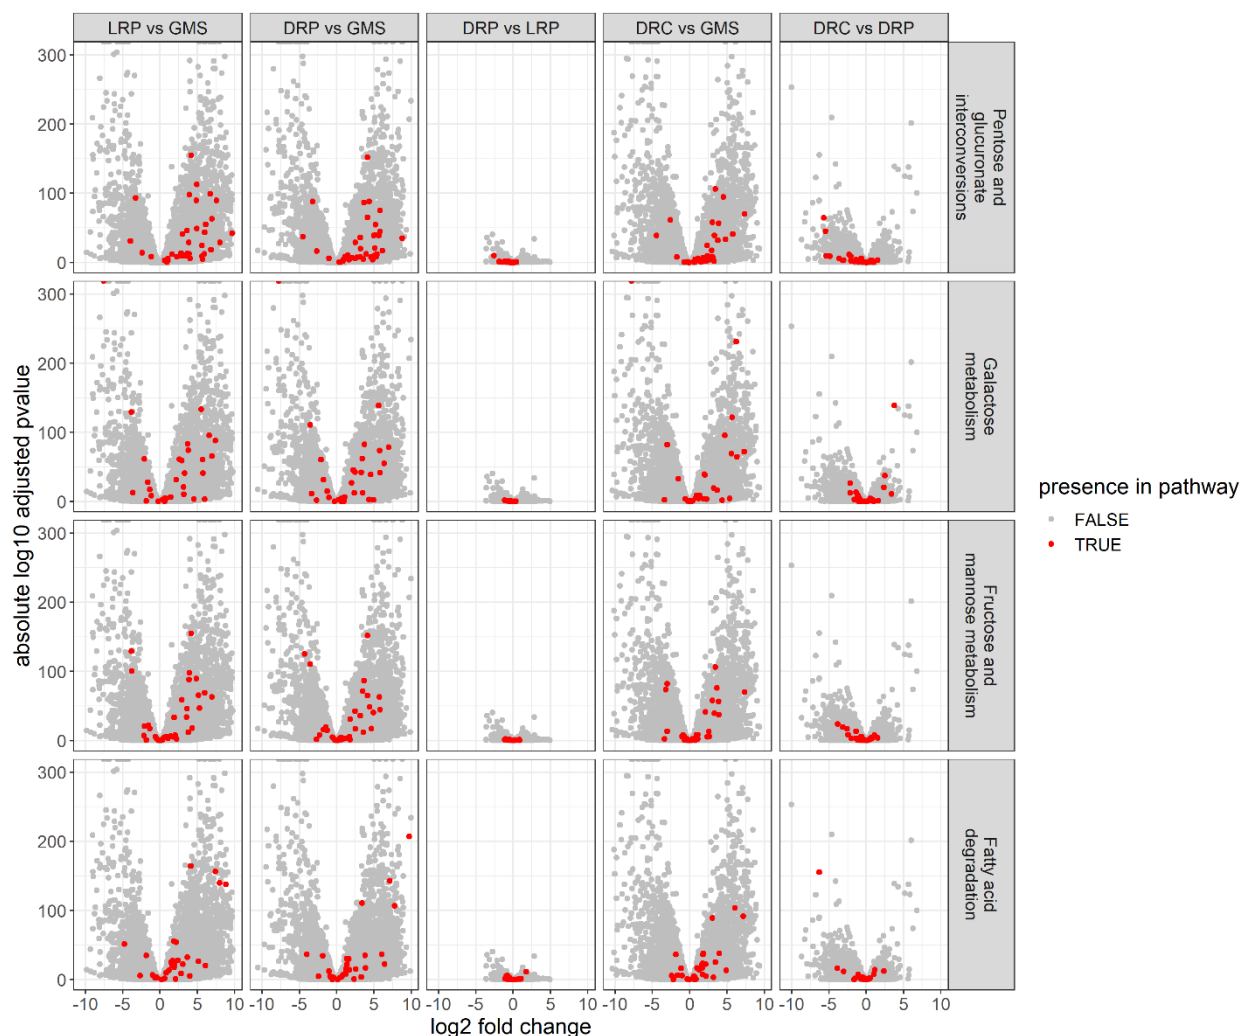 LRP vs GMS
DRP vs GMS
DRP vs LRP
DRC vs GMS
DRC vs DRP
300
200
100
0
Pentose and
glucuronate
interconversions
300
200
100
0
Galactose
metabolism
300
200
100
0
Fructose and
mannose metabolism
300
200
100
0
Fatty acid
degradation
absolute log10 adjusted pvalue
-10 -5 0 5 10
-10 -5 0 5 10
-10 -5 0 5 10
-10 -5 0 5 10
-10 -5 0 5 10
log2 fold change
presence in pathway
FALSE
TRUE